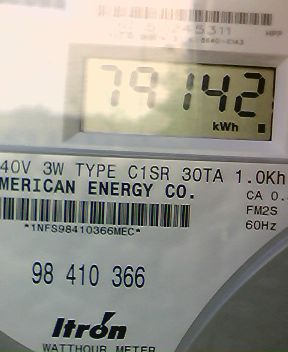 79142
kWh
40V 3W TYPE C1SR 30TA 1.0Kh
MERICAN ENERGY CO.
CA 0.
FM2S
60Hz
*1NFS98410366MEC*
98 410 366
Itrón
WATTHOUR METER